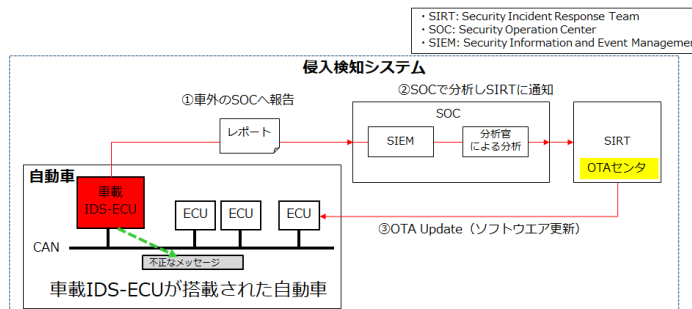 ・SIRT: Security Incident Response Team
・SOC: Security Operation Center
・SIEM: Security Information and Event Management
侵入検知システム
①車外のSOCへ報告
②SOCで分析しSIRTに通知
レポート
SOC
SIEM
分析官
による分析
SIRT
OTAセンタ
自動車
車載
IDS-ECU
ECU
ECU
ECU
③OTA Update（ソフトウエア更新）
CAN
不正なメッセージ
車載IDS-ECUが搭載された自動車